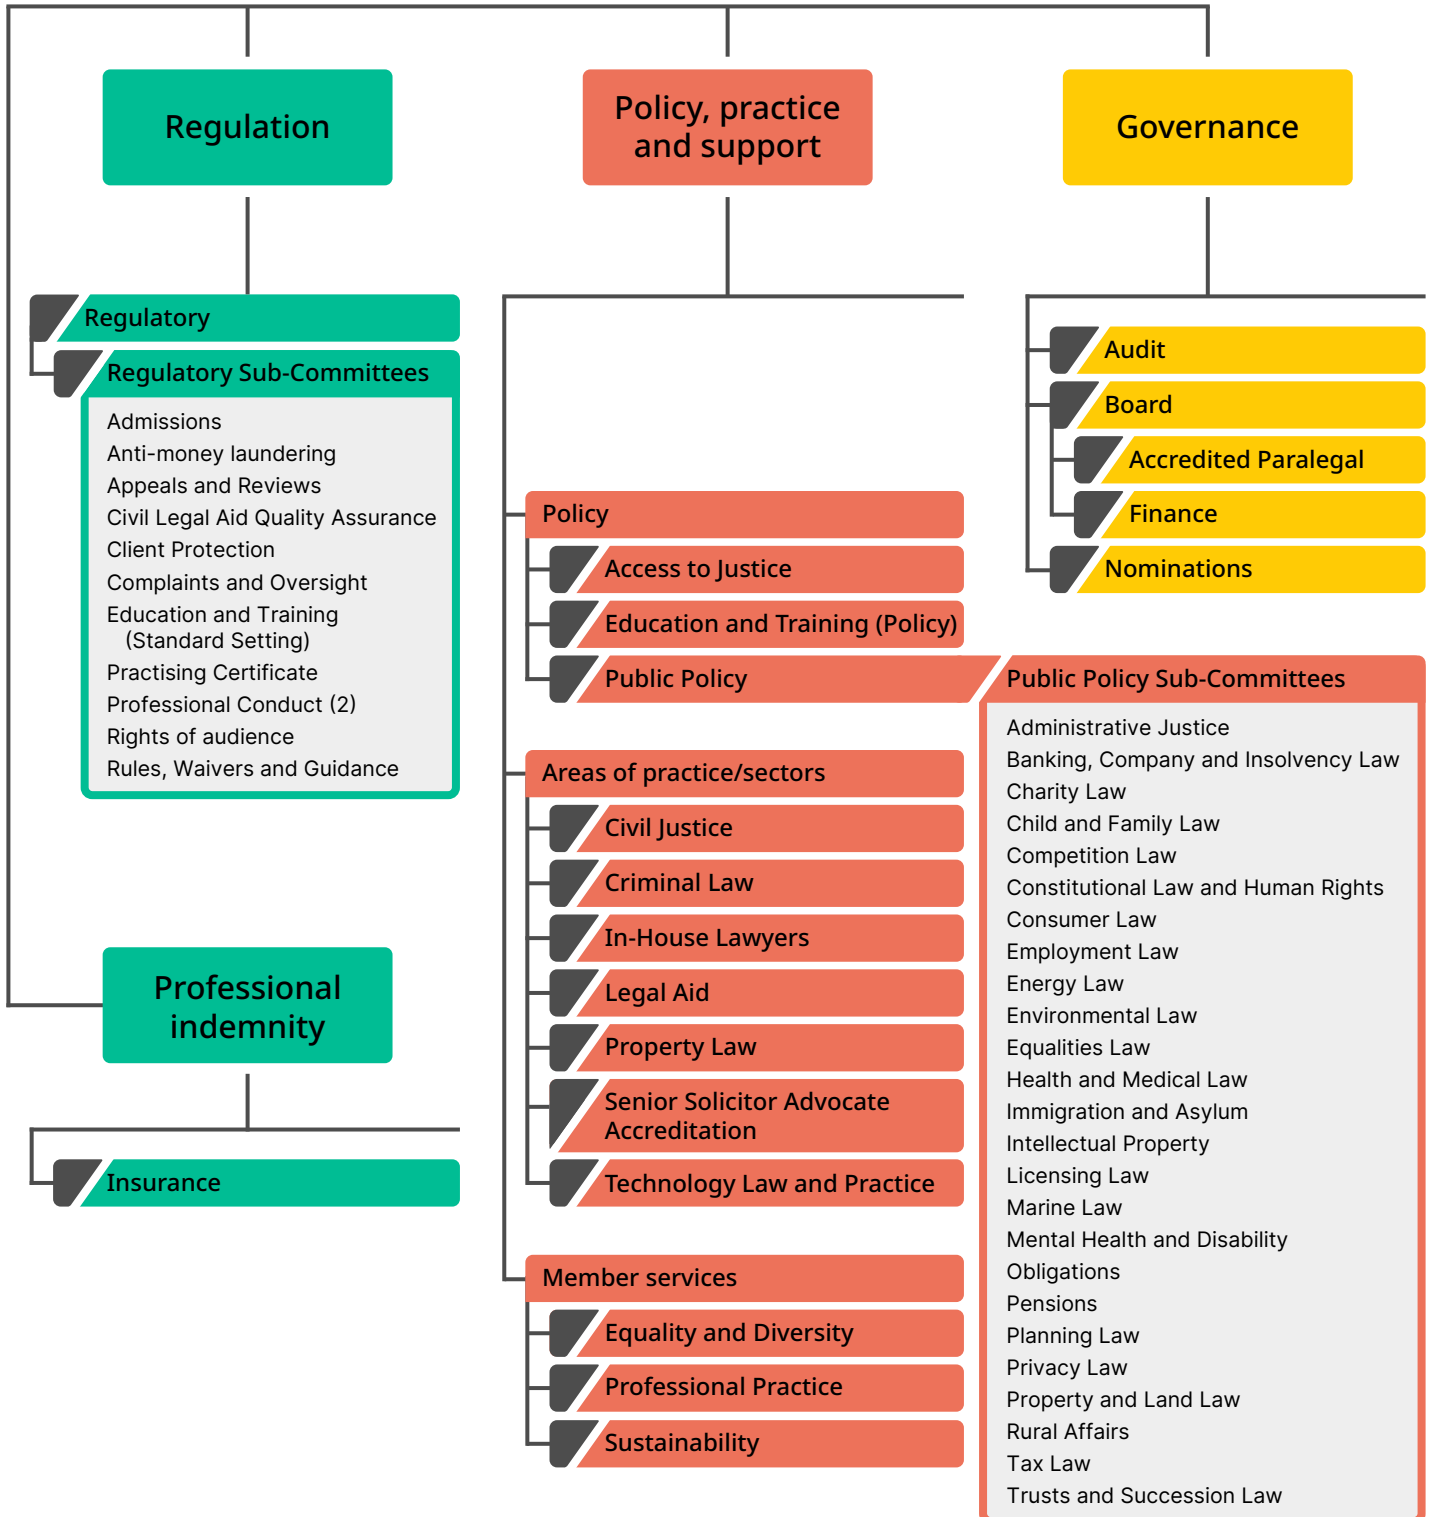 Regulation
Regulatory
Regulatory Sub-Committees
Admissions
Anti-money laundering
Appeals and Reviews
Civil Legal Aid Quality Assurance
Client Protection
Complaints and Oversight
Education and Training
(Standard Setting)
Practising Certificate
Professional Conduct (2)
Rights of audience
Rules, Waivers and Guidance
Professional
indemnity
Insurance
Policy, practice
and support
Policy
Access to Justice
Education and Training (Policy)
Public Policy
Public Policy Sub-Committees
Administrative Justice
Banking, Company and Insolvency Law
Charity Law
Child and Family Law
Competition Law
Constitutional Law and Human Rights
Consumer Law
Employment Law
Energy Law
Environmental Law
Equalities Law
Health and Medical Law
Immigration and Asylum
Intellectual Property
Licensing Law
Marine Law
Mental Health and Disability
Obligations
Pensions
Planning Law
Privacy Law
Property and Land Law
Rural Affairs
Tax Law
Trusts and Succession Law
Areas of practice/sectors
Civil Justice
Criminal Law
In-House Lawyers
Legal Aid
Property Law
Senior Solicitor Advocate
Accreditation
Technology Law and Practice
Member services
Equality and Diversity
Professional Practice
Sustainability
Governance
Audit
Board
Accredited Paralegal
Finance
Nominations